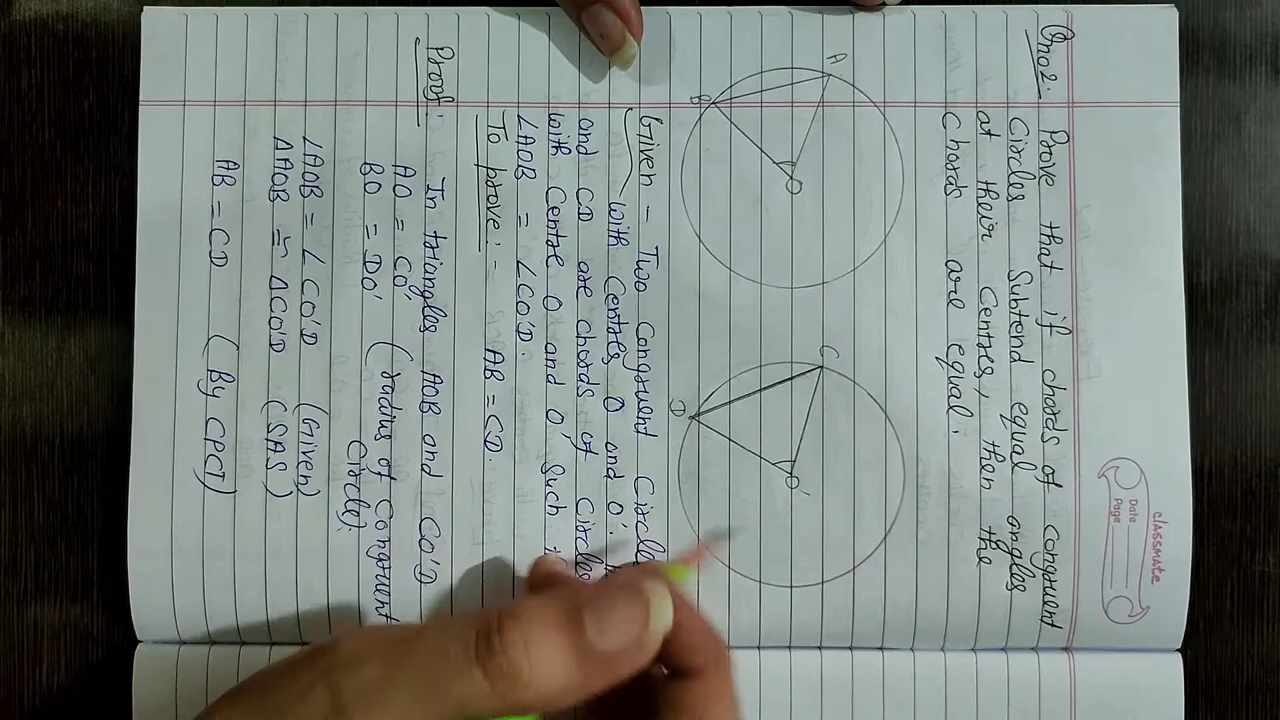 classmate
Date
Page
Qno2. Prove that if chords of congruent
Circles Subtend equal angles
at their Centres, then the
Chords are equal.
A
B
O
C
D
O'
Given - Two Congruent Circles
with Centres O and O'.
and CD are chords of Circles
with Centre O and O' Such
∠AOB = ∠CO'D.
To prove:- AB = CD.
Proof: In triangles AOB and CO'D
AO = CO'
BO = DO' (radius of Congruent
Circle).
∠AOB = ∠CO'D (Given)
ΔAOB ≅ ΔCO'D (SAS)
AB = CD (By CPCT)